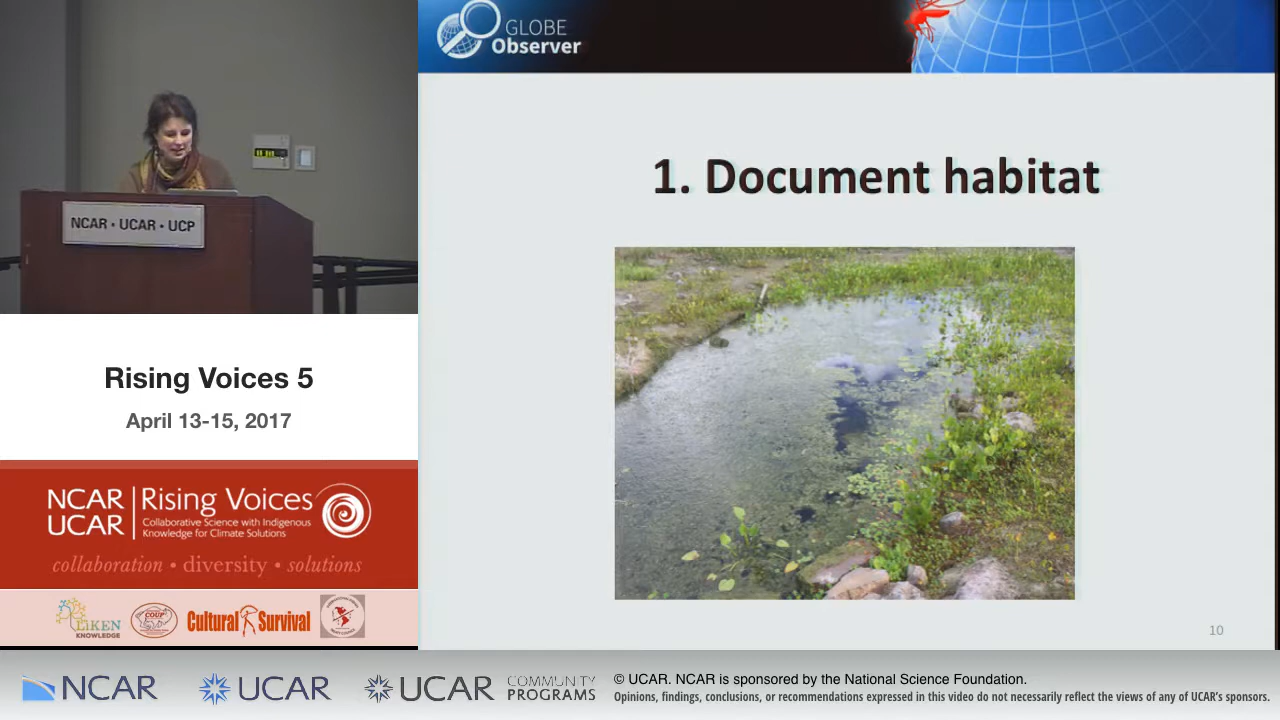 GLOBE
Observer
1. Document habitat
10
NCAR • UCAR • UCP
Rising Voices 5
April 13-15, 2017
NCAR
UCAR
Rising Voices
Collaborative Science with Indigenous
Knowledge for Climate Solutions
collaboration • diversity • solutions
LiKEN
KNOWLEDGE
COUP
Cultural Survival
NCAR
UCAR
UCAR
COMMUNITY
PROGRAMS
© UCAR. NCAR is sponsored by the National Science Foundation.
Opinions, findings, conclusions, or recommendations expressed in this video do not necessarily reflect the views of any of UCAR's sponsors.